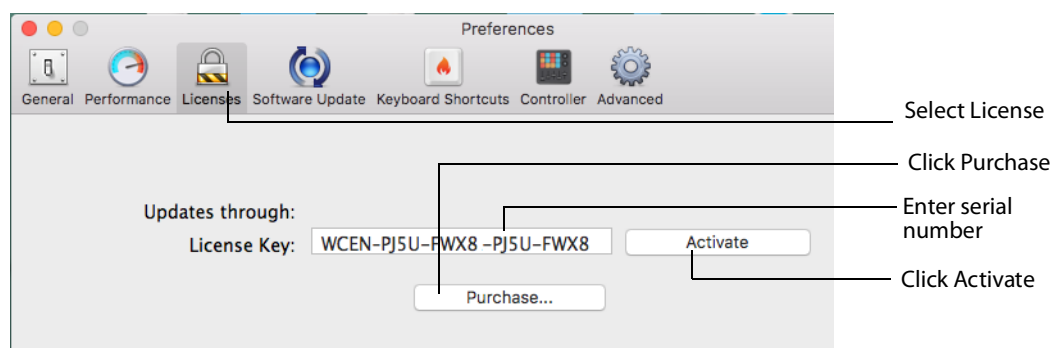 Preferences
General Performance Licenses Software Update Keyboard Shortcuts Controller Advanced
Select License
Click Purchase
Updates through:
Enter serial
number
License Key: WCEN-PJ5U-FWX8 –PJ5U-FWX8 Activate
Click Activate
Purchase...